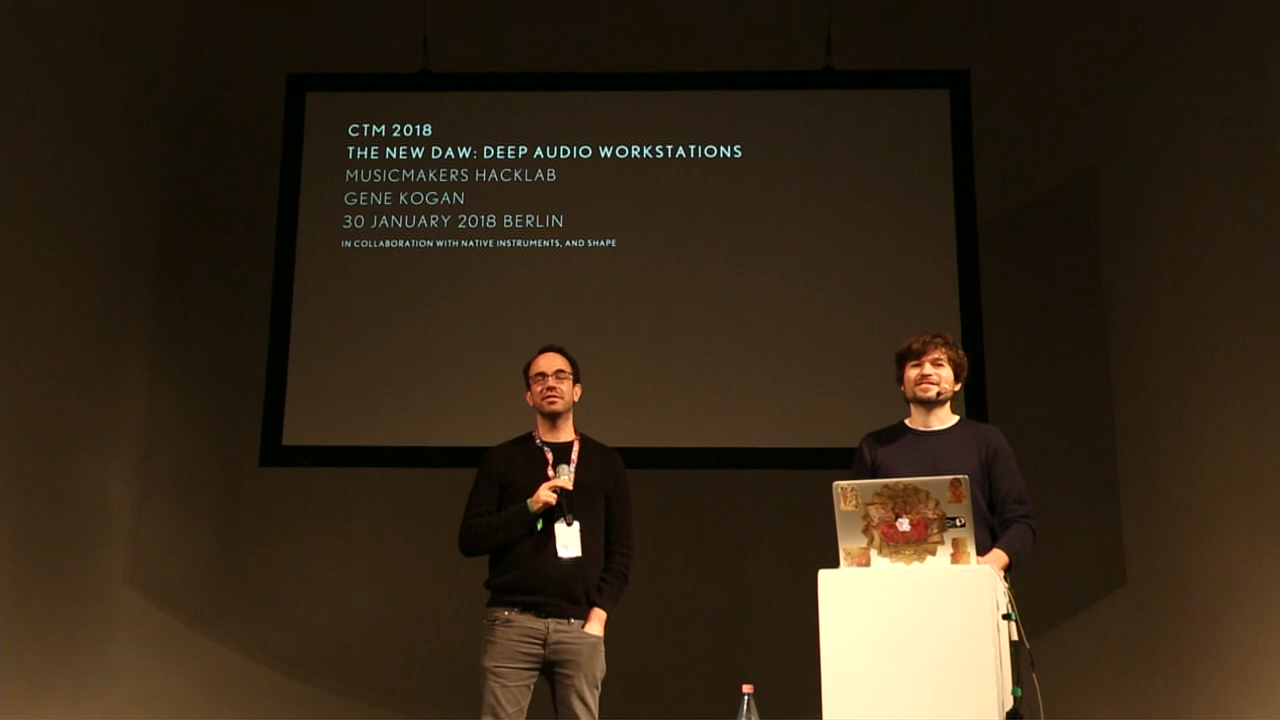 CTM 2018
THE NEW DAW: DEEP AUDIO WORKSTATIONS
MUSICMAKERS HACKLAB
GENE KOGAN
30 JANUARY 2018 BERLIN
IN COLLABORATION WITH NATIVE INSTRUMENTS, AND SHAPE